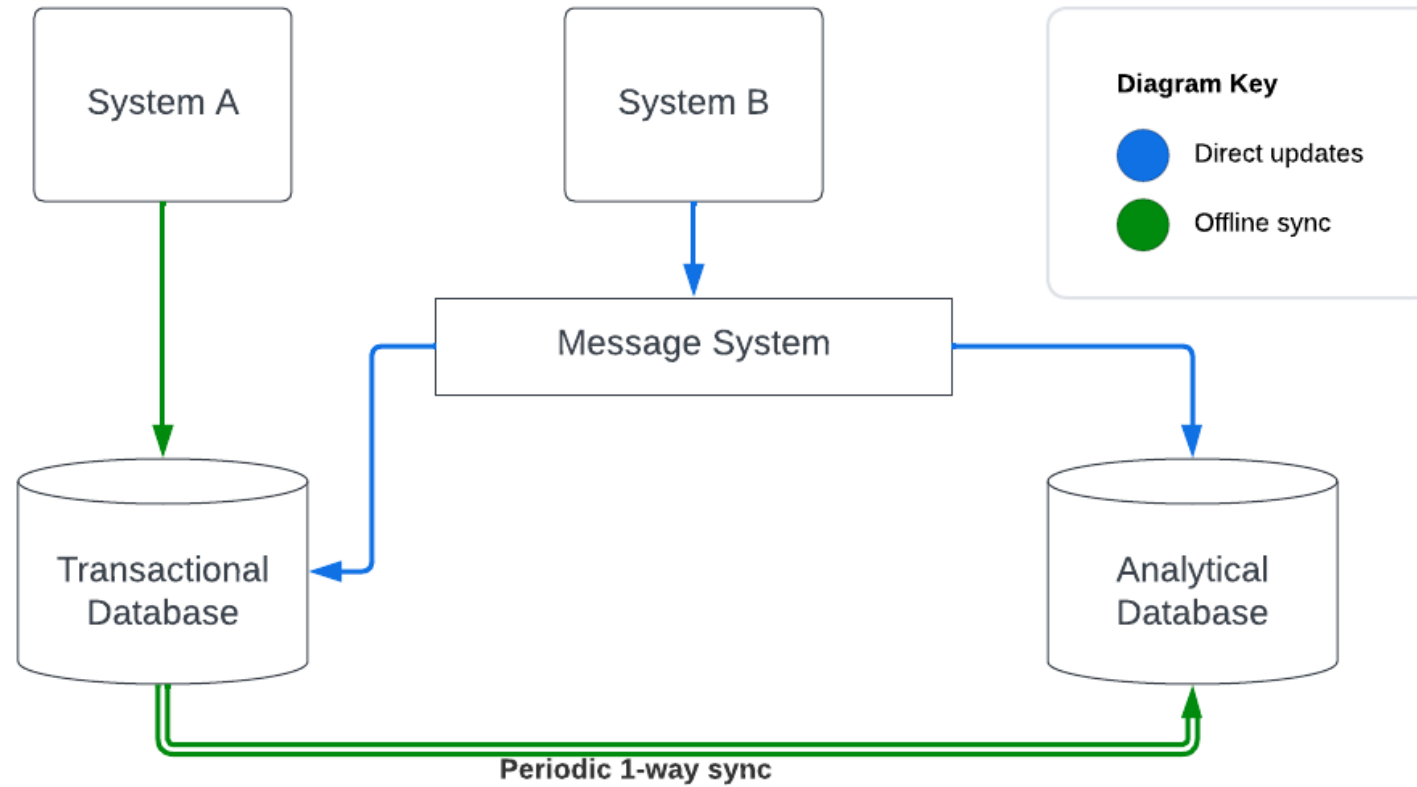 System A
System B
Diagram Key
Direct updates
Offline sync
Message System
Transactional
Database
Analytical
Database
Periodic 1-way sync